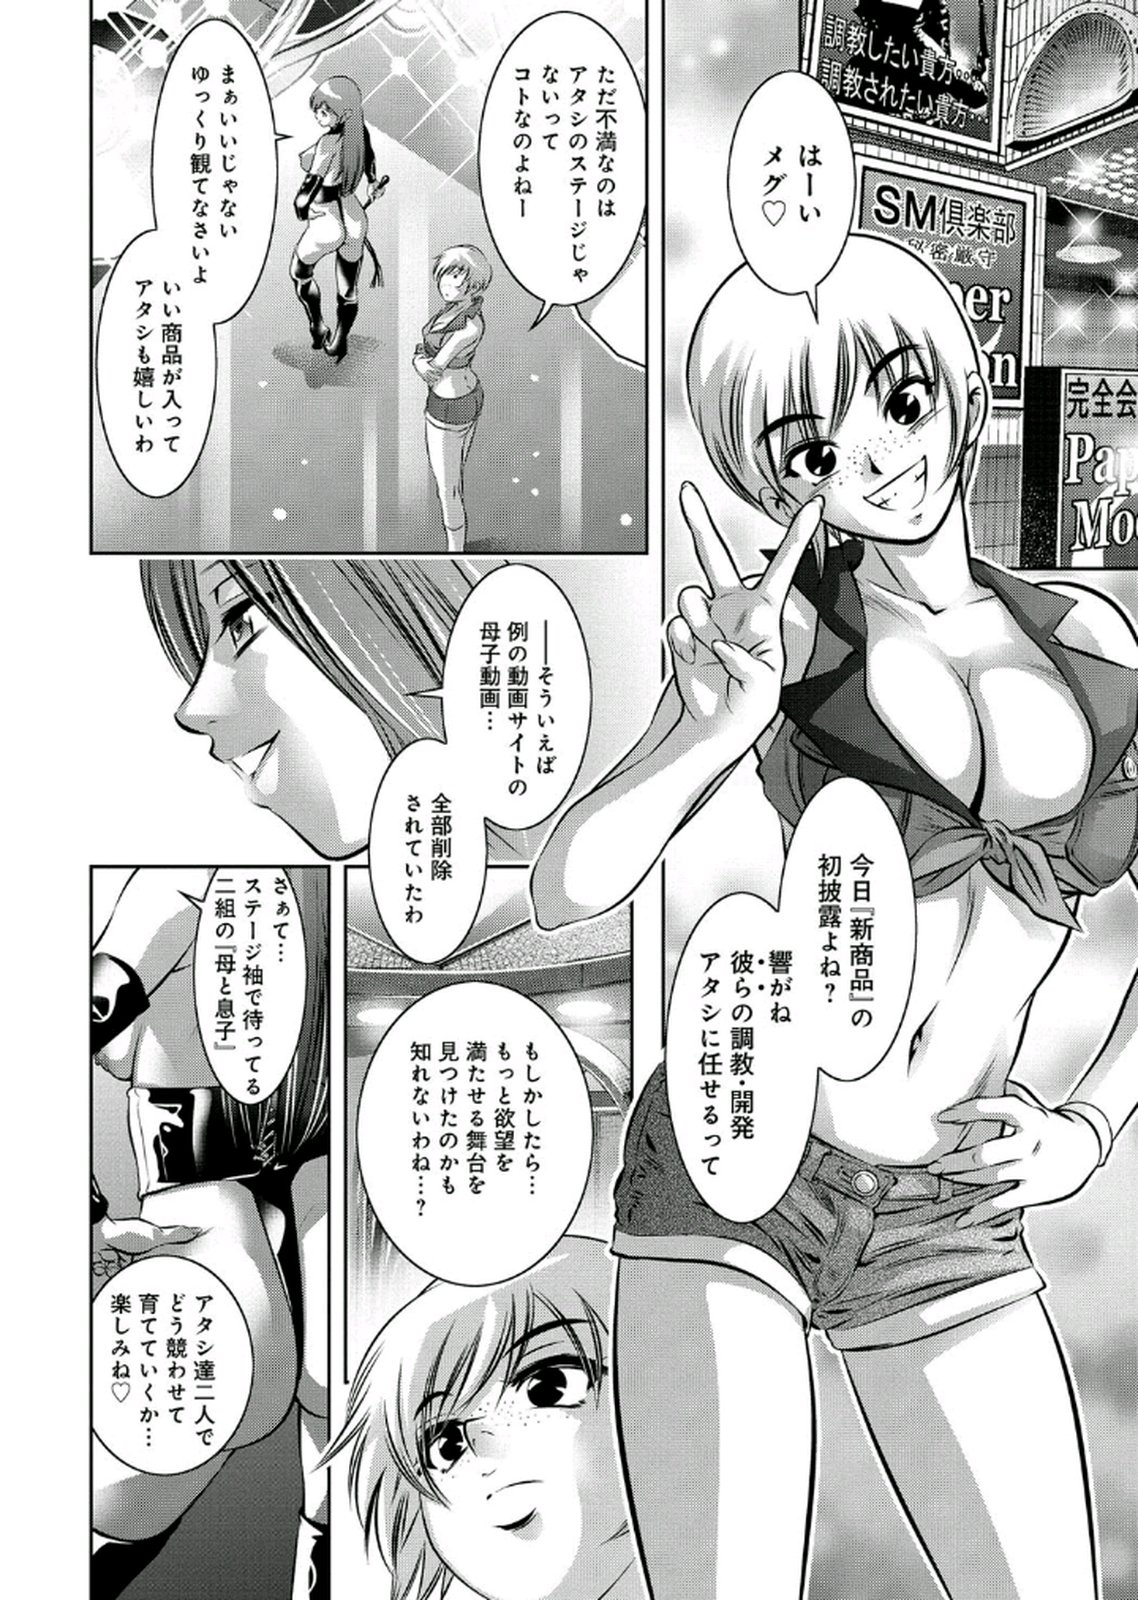 調教したい貴方…
調教されたい貴方…
SM倶楽部
密厳守
完全会
はーい
メグ♡
今日『新商品』の
初披露よね?
響がね
彼らの調教・開発
アタシに任せるって
ただ不満なのは
アタシのステージじゃ
ないって
コトなのよねー
まぁいいじゃない
ゆっくり観てなさいよ
いい商品が入って
アタシも嬉しいわ
――そういえば
例の動画サイトの
母子動画…
全部削除
されていたわ
もしかしたら…
もっと欲望を
満たせる舞台を
見つけたのかも
知れないわね…?
さぁて…
ステージ袖で待ってる
二組の『母と息子』
アタシ達二人で
どう競わせて
育てていくか…
楽しみね♡